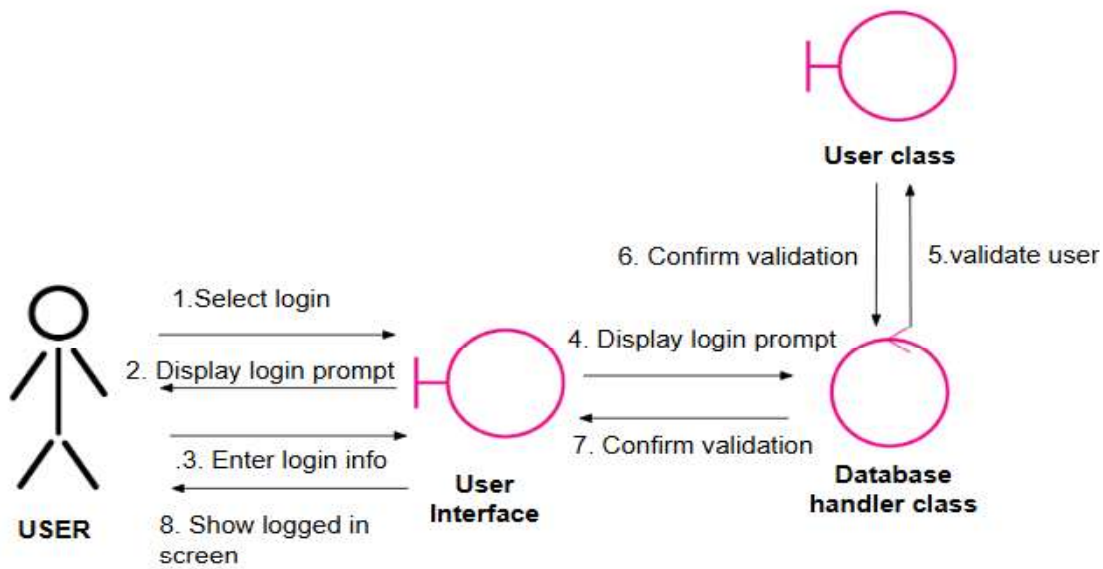 User class
6. Confirm validation
5.validate user
1.Select login
4. Display login prompt
2. Display login prompt
.3. Enter login info
7. Confirm validation
User
Interface
Database
handler class
USER
8. Show logged in
screen